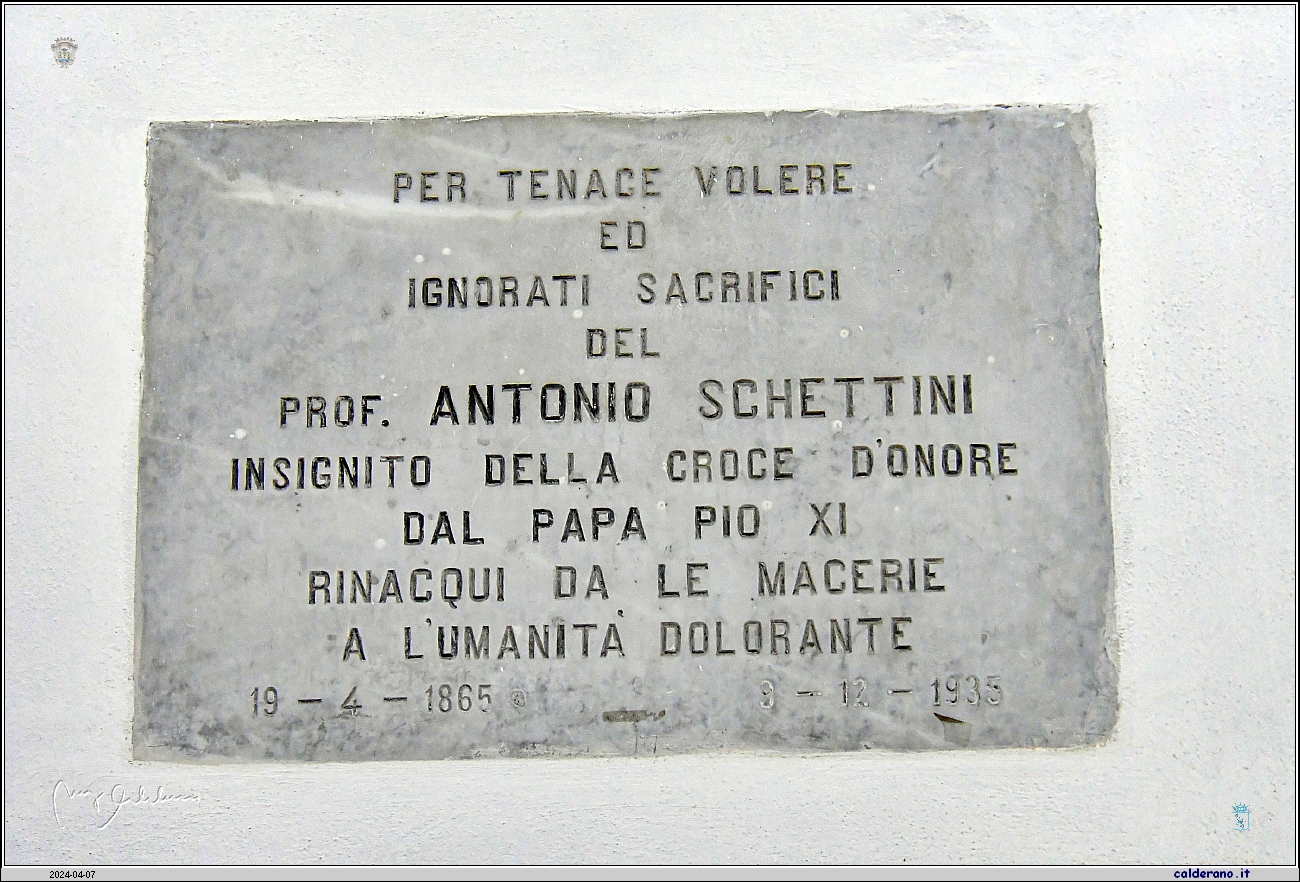 PER TENACE VOLERE
ED
IGNORATI SACRIFICI
DEL
PROF. ANTONIO SCHETTINI
INSIGNITO DELLA CROCE D'ONORE
DAL PAPA PIO XI
RINACQUI DA LE MACERIE
A L'UMANITÀ DOLORANTE
19 - 4 - 1865 9 - 12 - 1935
2024-04-07 calderano.it